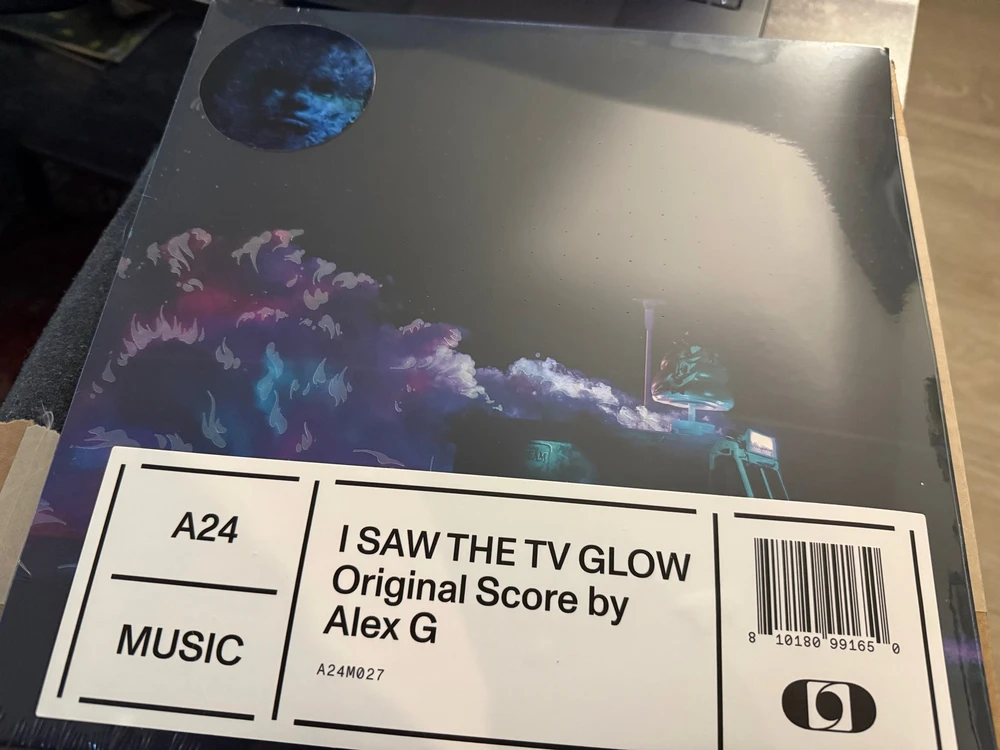 A24
MUSIC
I SAW THE TV GLOW
Original Score by
Alex G
A24M027
8 10180 99165 0